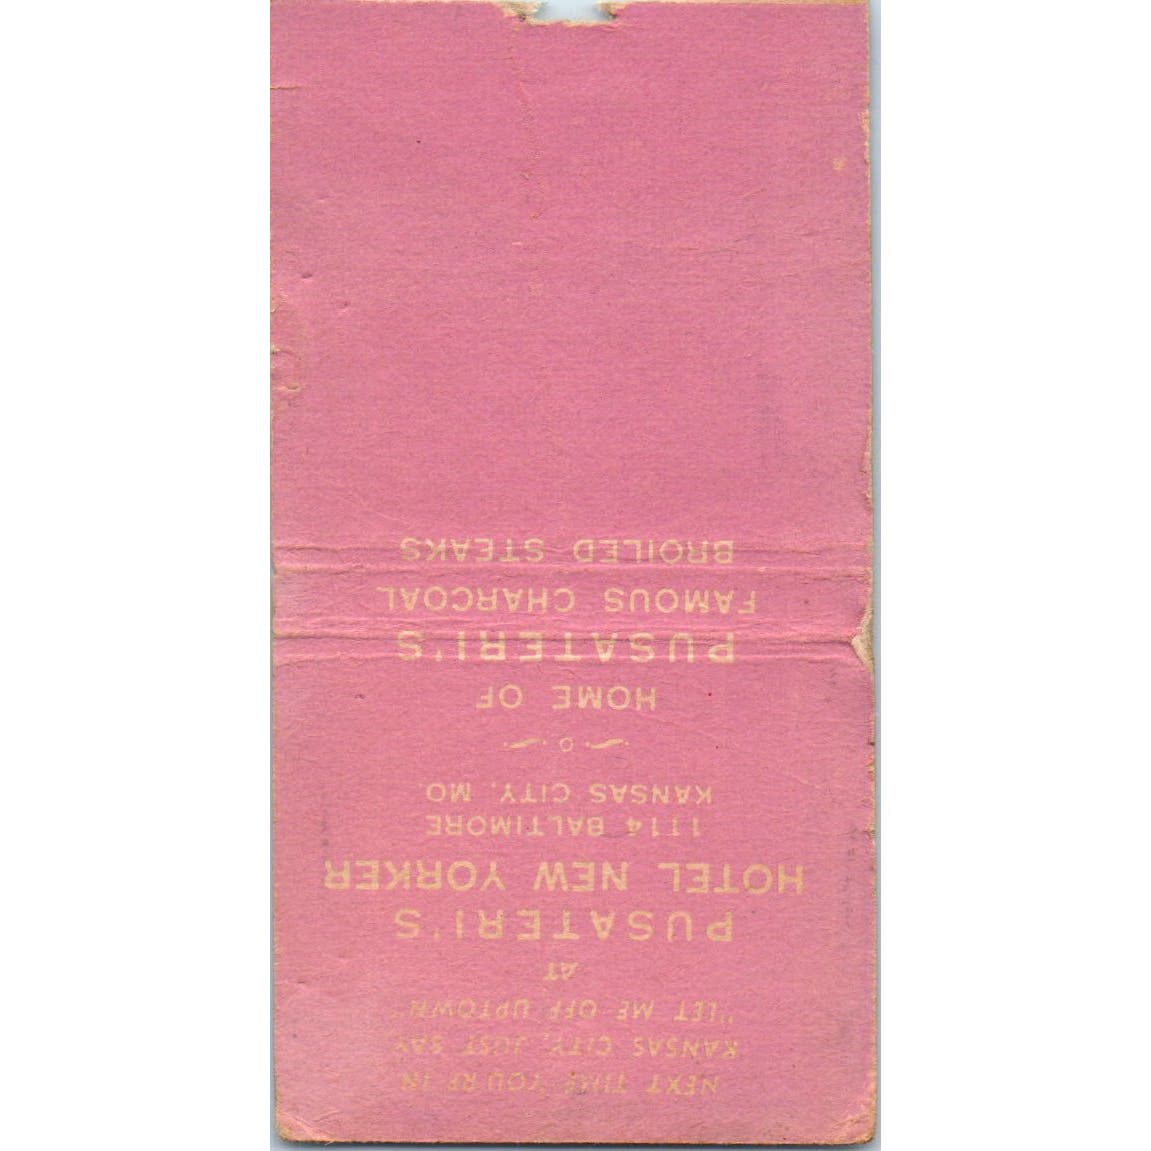 NEXT TIME YOU'RE IN
KANSAS CITY, JUST SAY
"LET ME OFF UPTOWN"
AT
PUSATERI'S
HOTEL NEW YORKER
1114 BALTIMORE
KANSAS CITY, MO.
HOME OF
PUSATERI'S
FAMOUS CHARCOAL
BROILED STEAKS